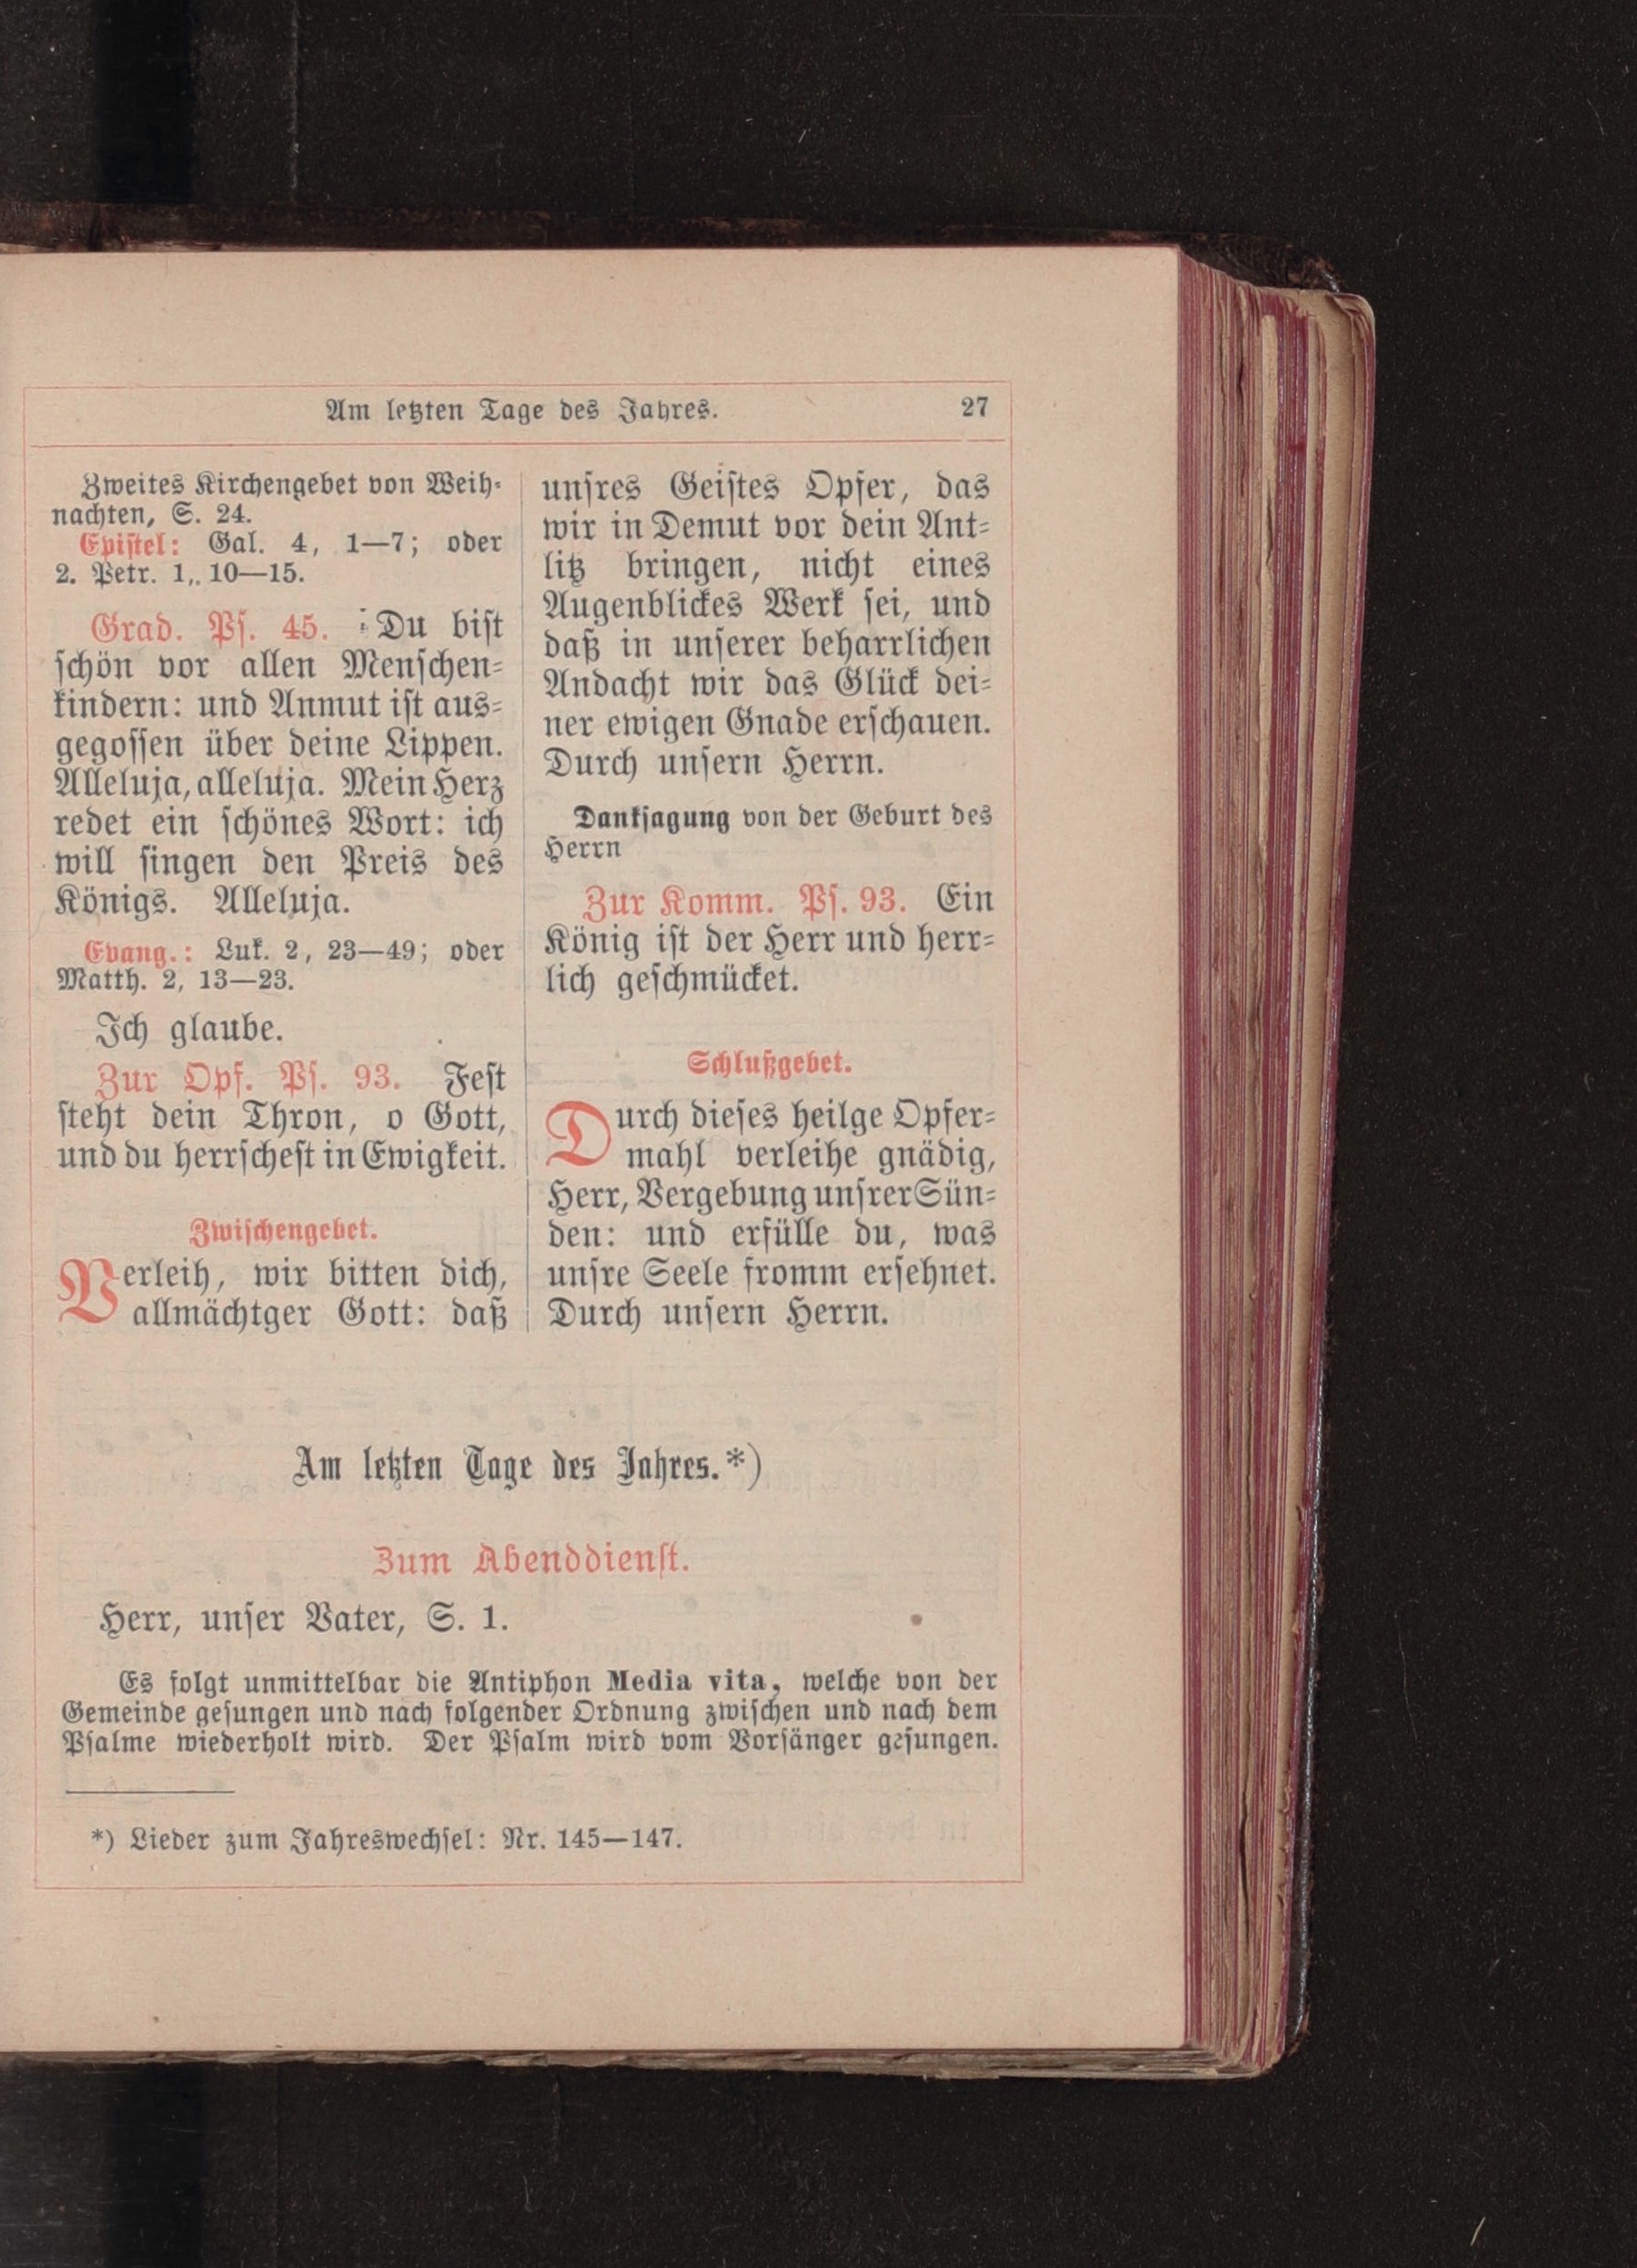 Am letzten Tage des Jahres. 27
Zweites Kirchengebet von Weih-
nachten, S. 24.
Epistel: Gal. 4, 1—7; oder
2. Petr. 1, 10—15.
Grad. Ps. 45. Du bist
schön vor allen Menschen-
kindern: und Anmut ist aus-
gegossen über deine Lippen.
Alleluja, alleluja. Mein Herz
redet ein schönes Wort: ich
will singen den Preis des
Königs. Alleluja.
Evang.: Luk. 2, 23—49; oder
Matth. 2, 13—23.
Ich glaube.
Zur Opf. Ps. 93. Fest
steht dein Thron, o Gott,
und du herrschest in Ewigkeit.
Zwischengebet.
Verleih, wir bitten dich,
allmächtger Gott: daß
unsres Geistes Opfer, das
wir in Demut vor dein Ant-
litz bringen, nicht eines
Augenblickes Werk sei, und
daß in unserer beharrlichen
Andacht wir das Glück dei-
ner ewigen Gnade erschauen.
Durch unsern Herrn.
Danksagung von der Geburt des
Herrn
Zur Komm. Ps. 93. Ein
König ist der Herr und herr-
lich geschmücket.
Schlußgebet.
Durch dieses heilge Opfer-
mahl verleihe gnädig,
Herr, Vergebung unsrer Sün-
den: und erfülle du, was
unsre Seele fromm ersehnet.
Durch unsern Herrn.
Am letzten Tage des Jahres.*)
Zum Abenddienst.
Herr, unser Vater, S. 1.
Es folgt unmittelbar die Antiphon Media vita, welche von der
Gemeinde gesungen und nach folgender Ordnung zwischen und nach dem
Psalme wiederholt wird. Der Psalm wird vom Vorsänger gesungen.
*) Lieder zum Jahreswechsel: Nr. 145—147.